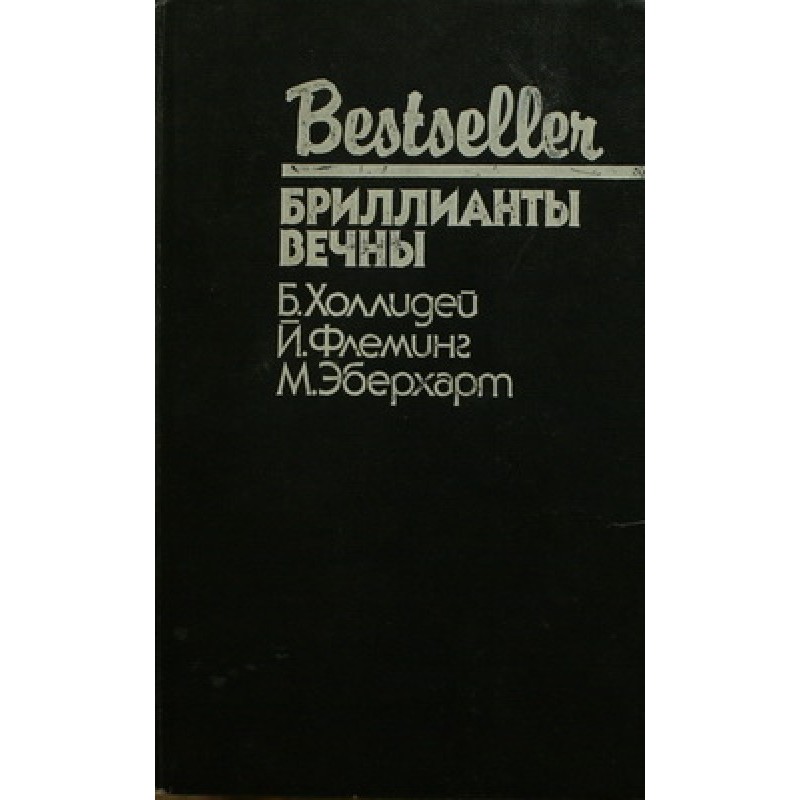 Bestseller
БРИЛЛИАНТЫ
ВЕЧНЫ
Б.Холлидей
Й.Флеминг
М.Эберхарт